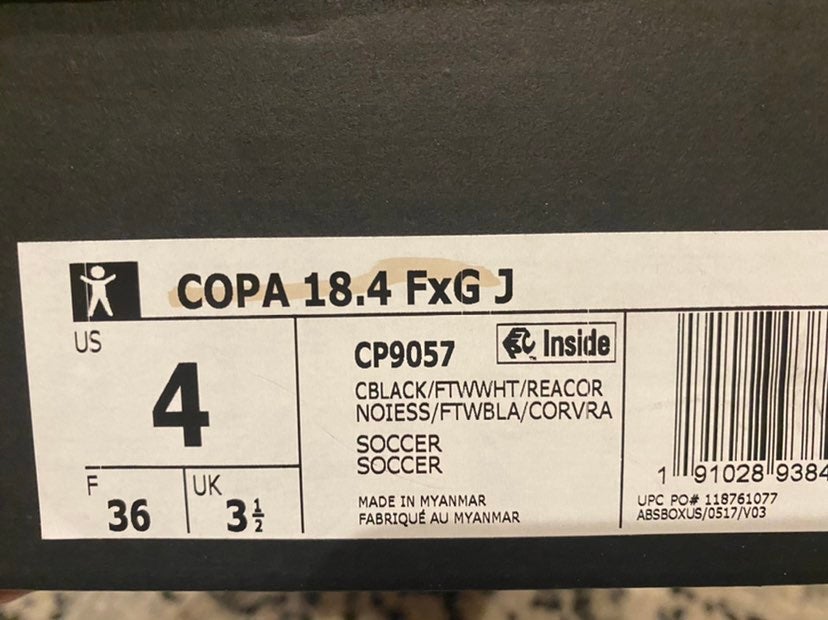 COPA 18.4 FxG J
US
4
F
36
UK
3½
CP9057
Inside
CBLACK/FTWWHT/REACOR
NOIESS/FTWBLA/CORVRA
SOCCER
SOCCER
MADE IN MYANMAR
FABRIQUÉ AU MYANMAR
1 91028 9384
UPC PO# 118761077
ABSBOXUS/0517/V03